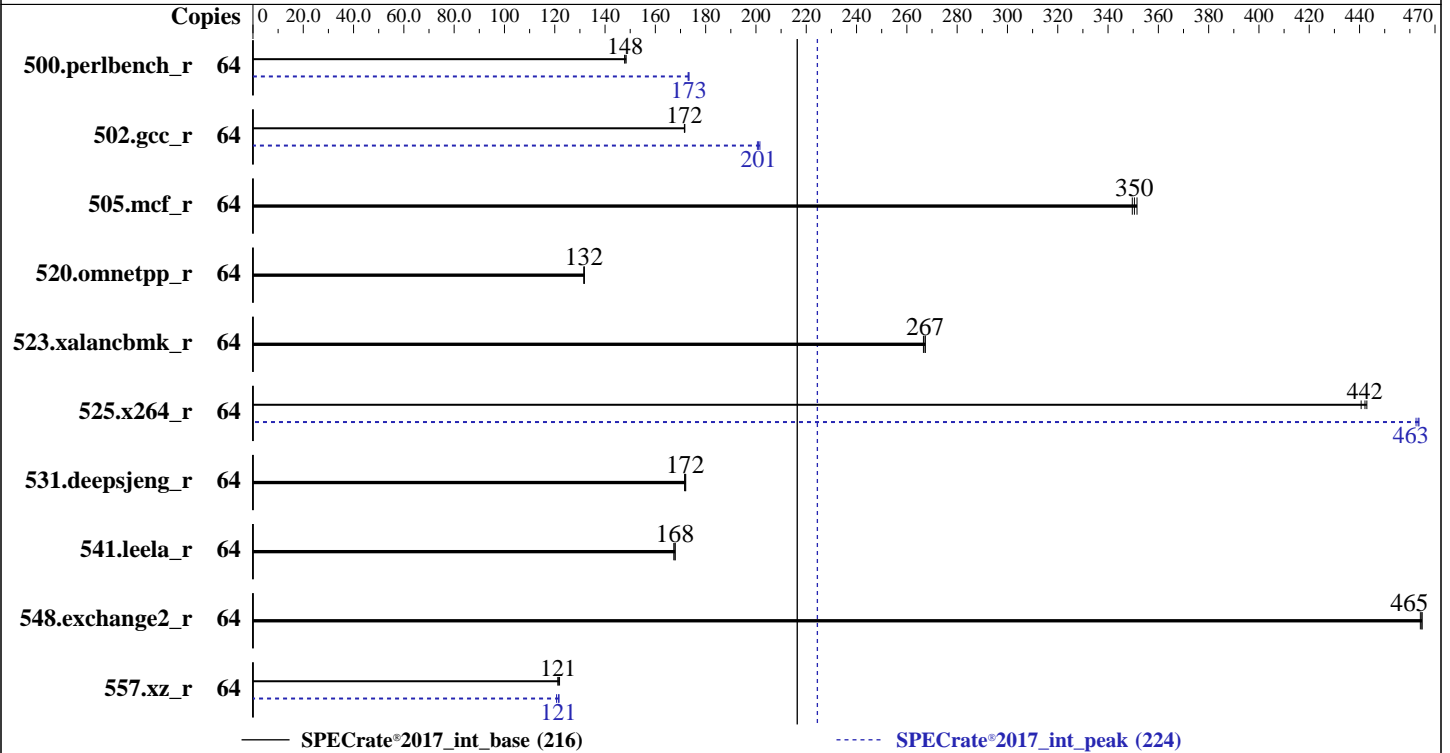 Copies 0 20.0 40.0 60.0 80.0 100 120 140 160 180 200 220 240 260 280 300 320 340 360 380 400 420 440 470
148
500.perlbench_r 64
173
172
502.gcc_r 64
201
350
505.mcf_r 64
132
520.omnetpp_r 64
267
523.xalancbmk_r 64
442
525.x264_r 64
463
172
531.deepsjeng_r 64
168
541.leela_r 64
465
548.exchange2_r 64
121
557.xz_r 64
121
SPECrate®2017_int_base (216) SPECrate®2017_int_peak (224)